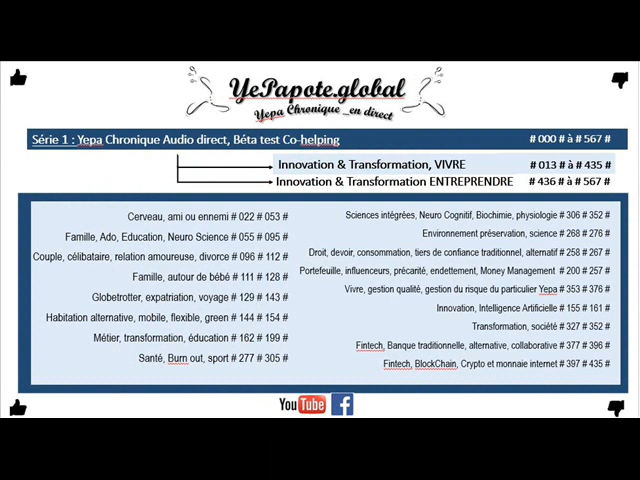 YePapote.global
Yepa Chronique _en direct
Série 1 : Yepa Chronique Audio direct, Béta test Co-helping # 000 # à # 567 #
Innovation & Transformation, VIVRE # 013 # à # 435 #
Innovation & Transformation ENTREPRENDRE # 436 # à # 567 #
Cerveau, ami ou ennemi # 022 # 053 #
Famille, Ado, Education, Neuro Science # 055 # 095 #
Couple, célibataire, relation amoureuse, divorce # 096 # 112 #
Famille, autour de bébé # 111 # 128 #
Globetrotter, expatriation, voyage # 129 # 143 #
Habitation alternative, mobile, flexible, green # 144 # 154 #
Métier, transformation, éducation # 162 # 199 #
Santé, Burn out, sport # 277 # 305 #
Sciences intégrées, Neuro Cognitif, Biochimie, physiologie # 306 # 352 #
Environnement préservation, science # 268 # 276 #
Droit, devoir, consommation, tiers de confiance traditionnel, alternatif # 258 # 267 #
Portefeuille, influenceurs, précarité, endettement, Money Management # 200 # 257 #
Vivre, gestion qualité, gestion du risque du particulier Yepa # 353 # 376 #
Innovation, Intelligence Artificielle # 155 # 161 #
Transformation, société # 327 # 352 #
Fintech, Banque traditionnelle, alternative, collaborative # 377 # 396 #
Fintech, BlockChain, Crypto et monnaie internet # 397 # 435 #
YouTube f